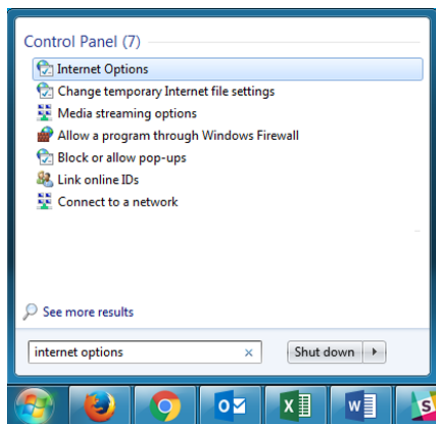 Control Panel (7)
Internet Options
Change temporary Internet file settings
Media streaming options
Allow a program through Windows Firewall
Block or allow pop-ups
Link online IDs
Connect to a network
See more results
internet options × Shut down
O X W S